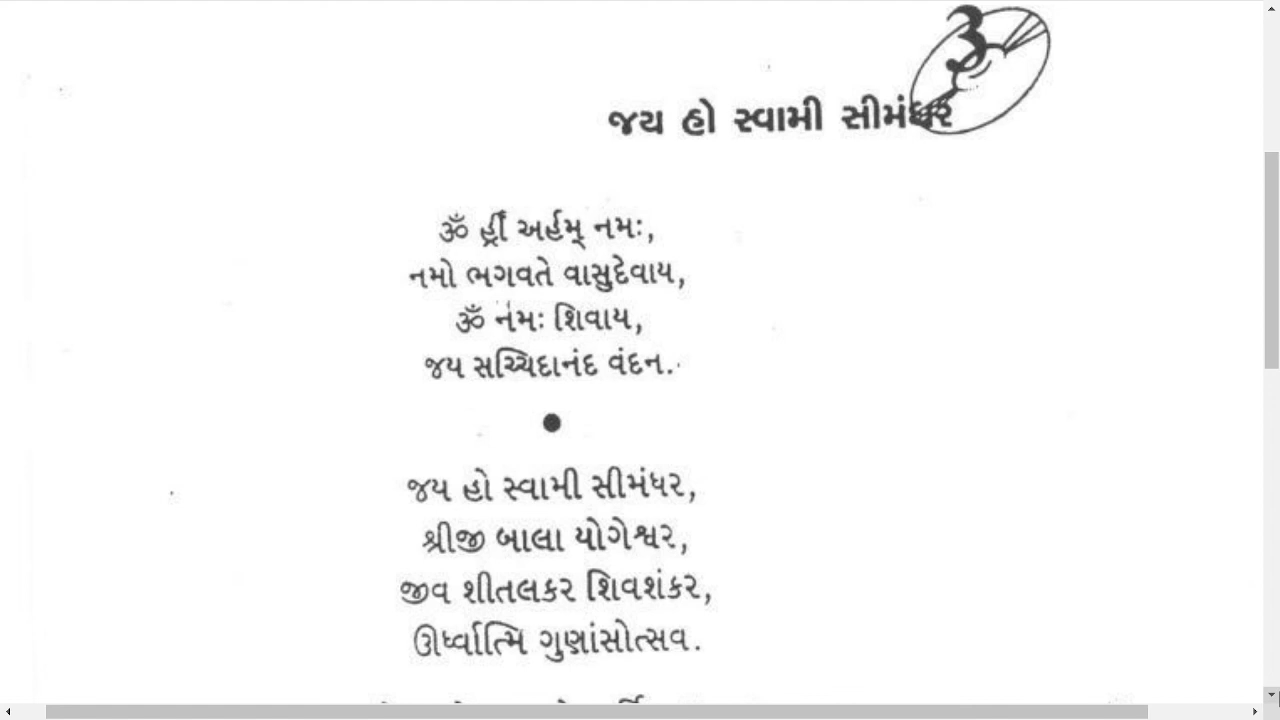 ૩
જય હો સ્વામી સીમંધર
ૐ હ્રીં અર્હમ્ નમઃ,
નમો ભગવતે વાસુદેવાય,
ૐ નમઃ શિવાય,
જય સચ્ચિદાનંદ વંદન.
જય હો સ્વામી સીમંધર,
શ્રીજી બાલા યોગેશ્વર,
જીવ શીતલકર શિવશંકર,
ઊર્ધ્વાત્મિ ગુણાંસોત્સવ.